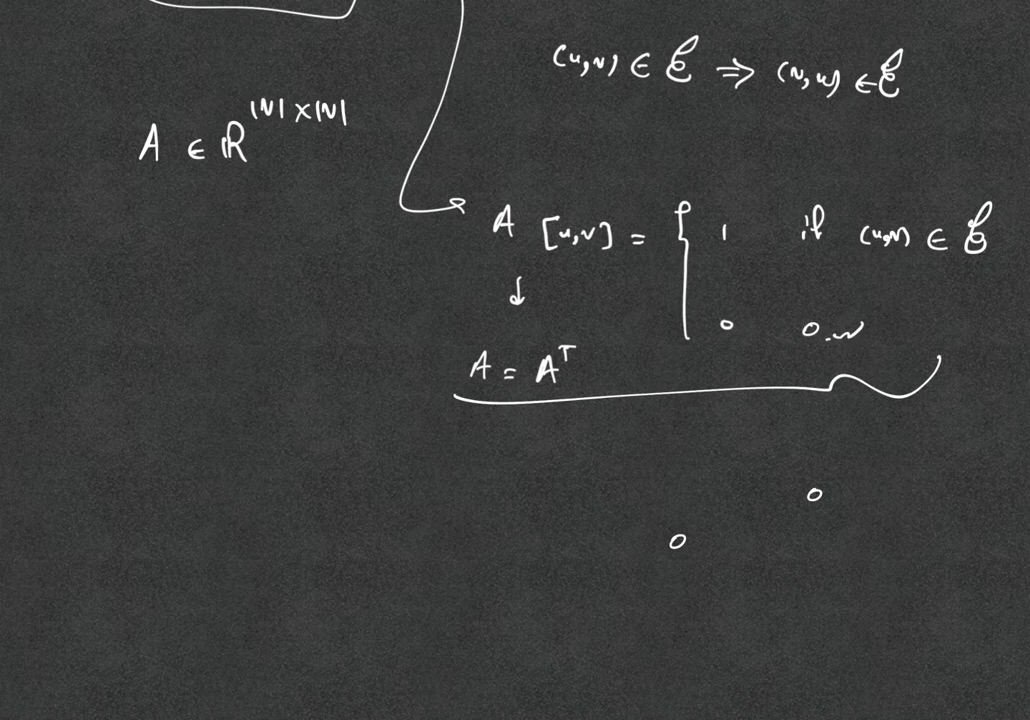 (u,v) ∈ ℰ ⇒ (v,u) ∈ ℰ
A ∈ ℝ^{|V|×|V|}
A [u,v] = { 1 if (u,v) ∈ ℰ
↓
0 o.w
A = A^T